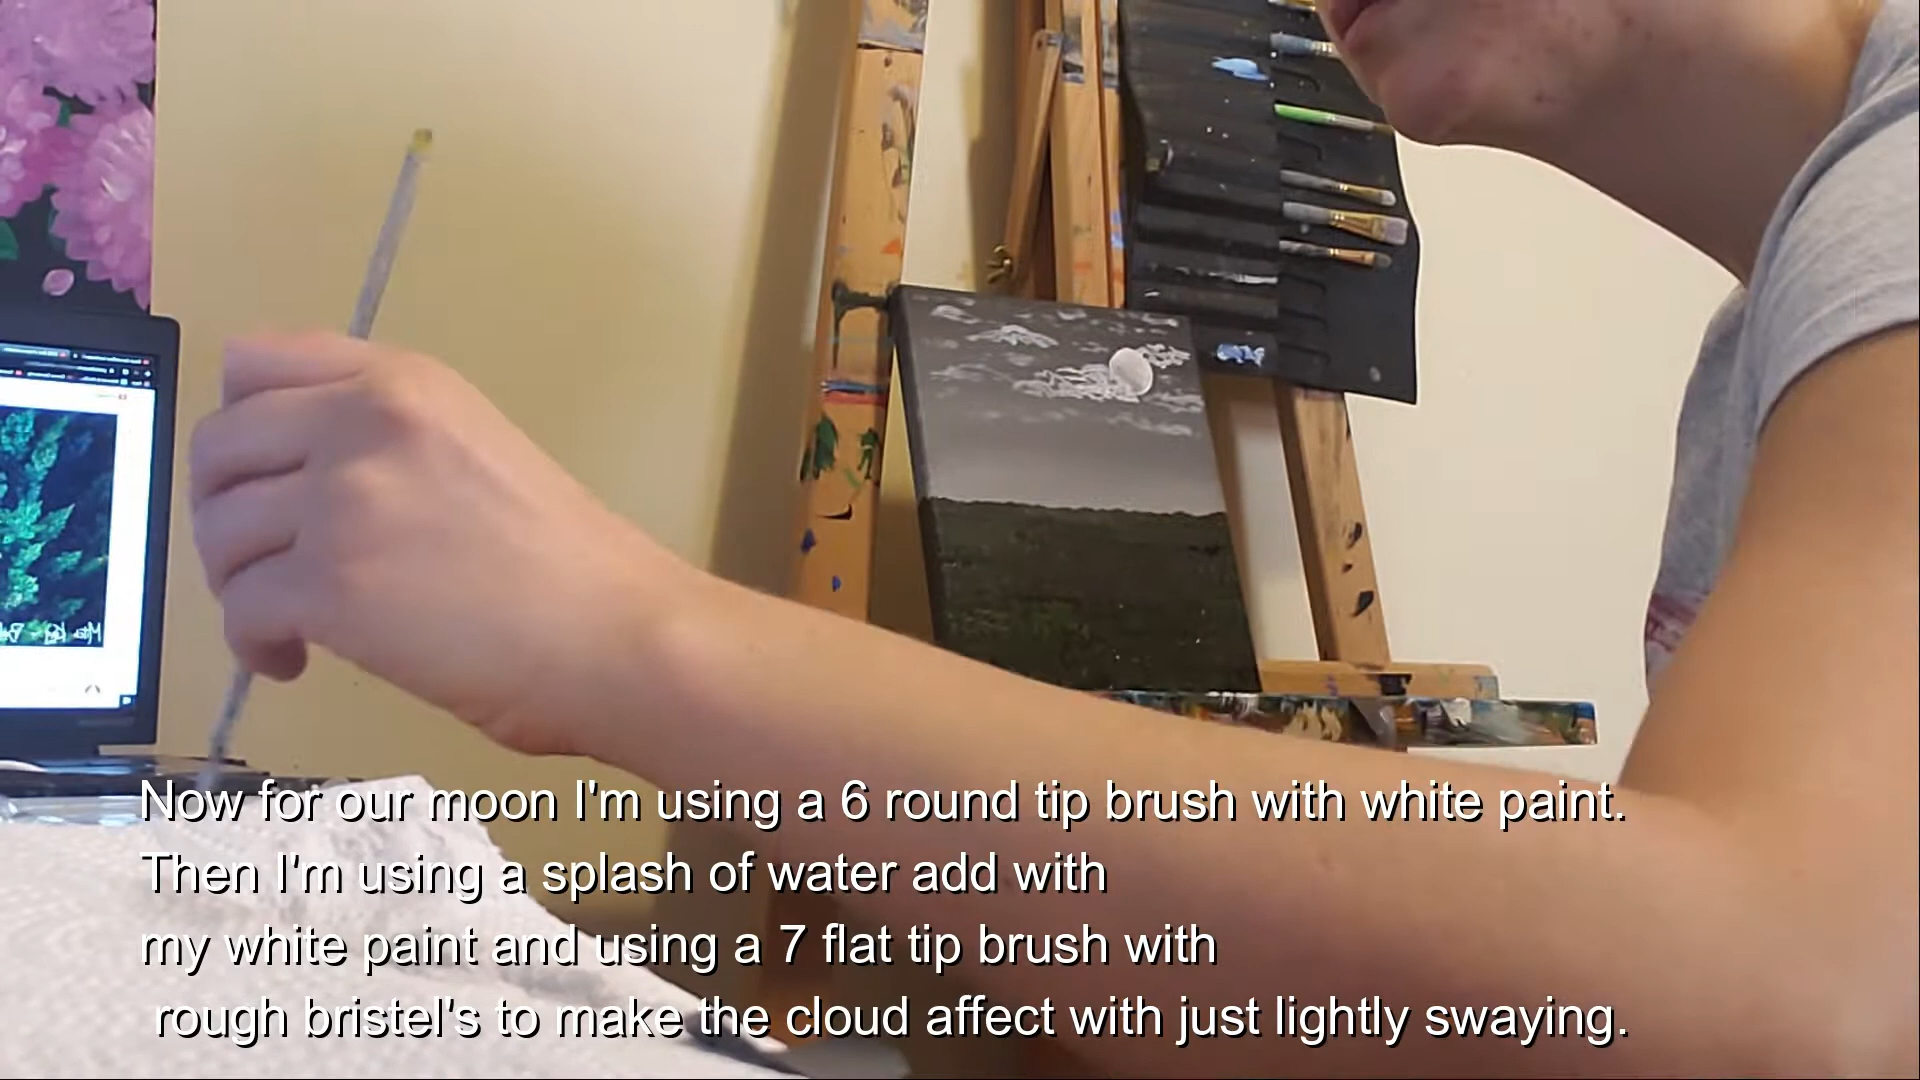 Now for our moon I'm using a 6 round tip brush with white paint.
Then I'm using a splash of water add with
my white paint and using a 7 flat tip brush with
rough bristel's to make the cloud affect with just lightly swaying.